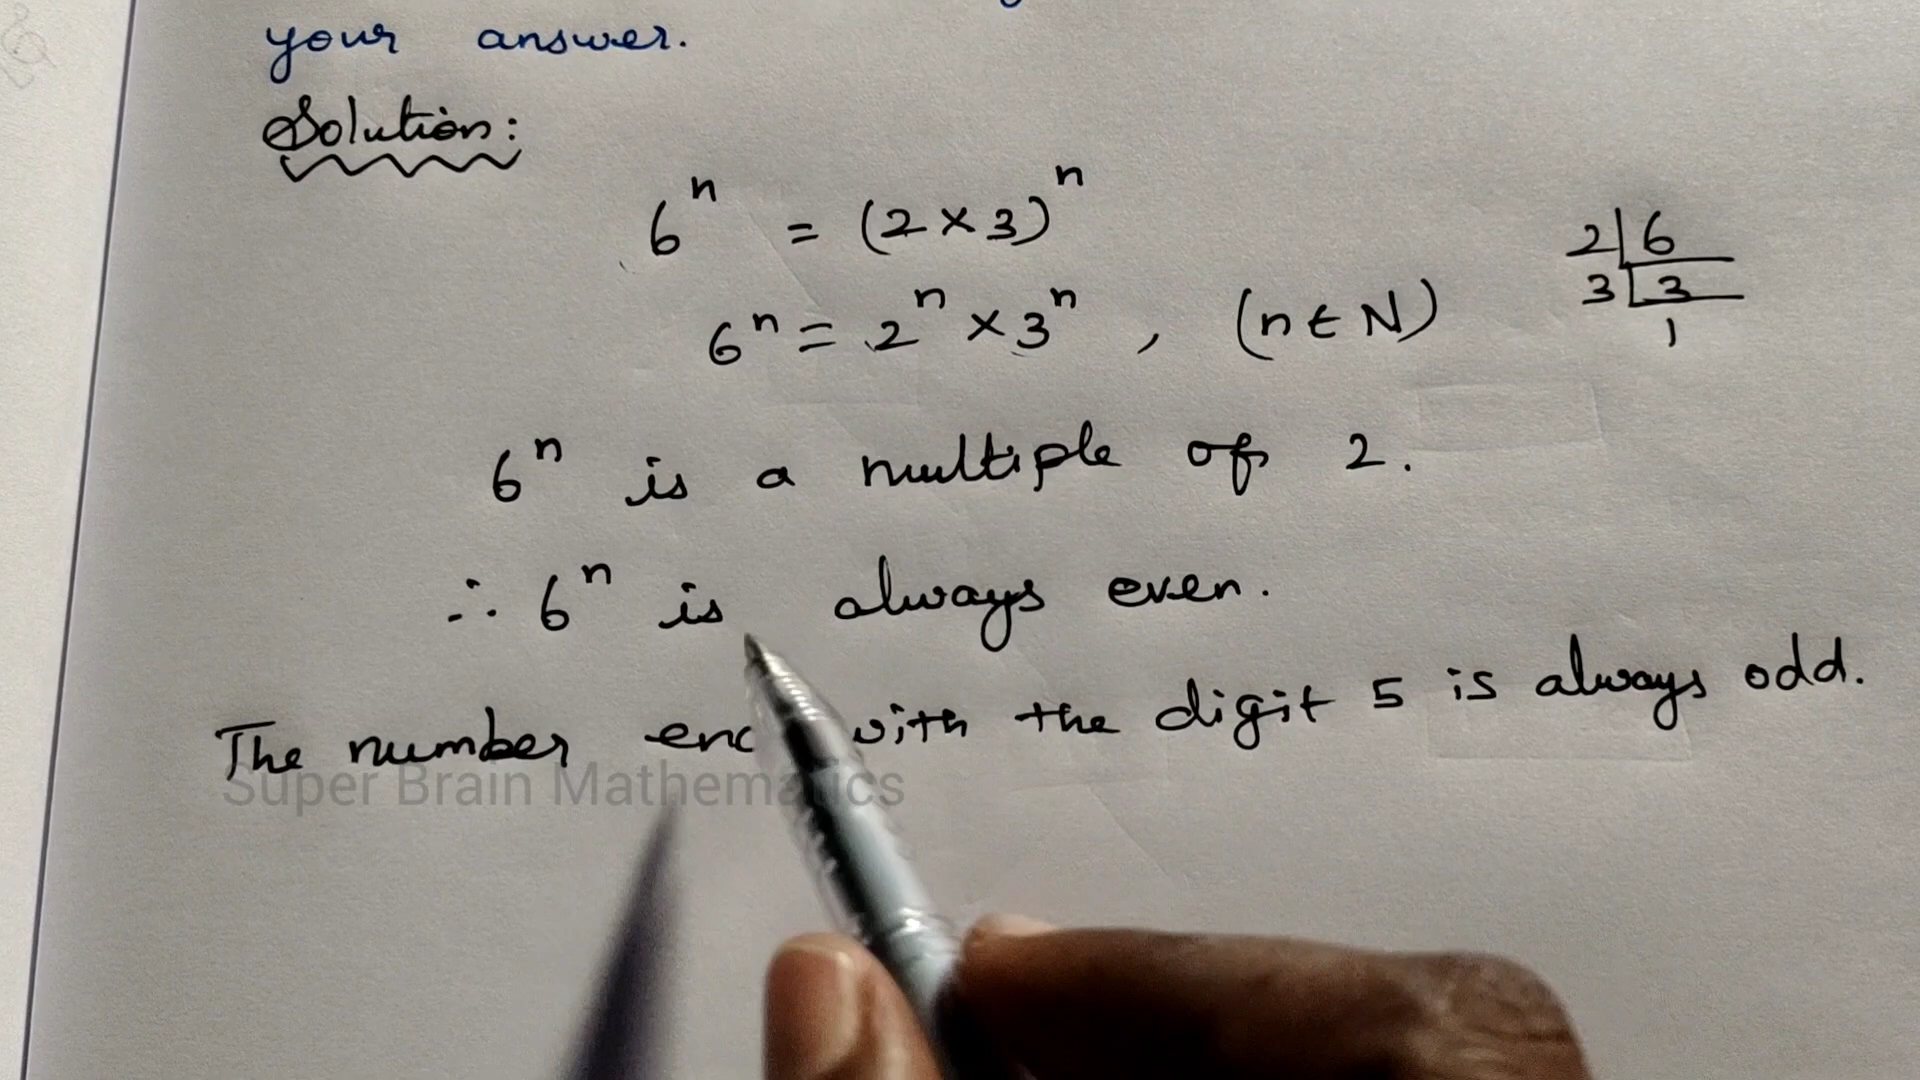 your answer.
Solution:
6ⁿ = (2 × 3)ⁿ
6ⁿ = 2ⁿ × 3ⁿ , (n ∈ N)
2 | 6
3 | 3
1
6ⁿ is a multiple of 2.
∴ 6ⁿ is always even.
The number with the digit 5 is always odd.
Super Brain Mathematics